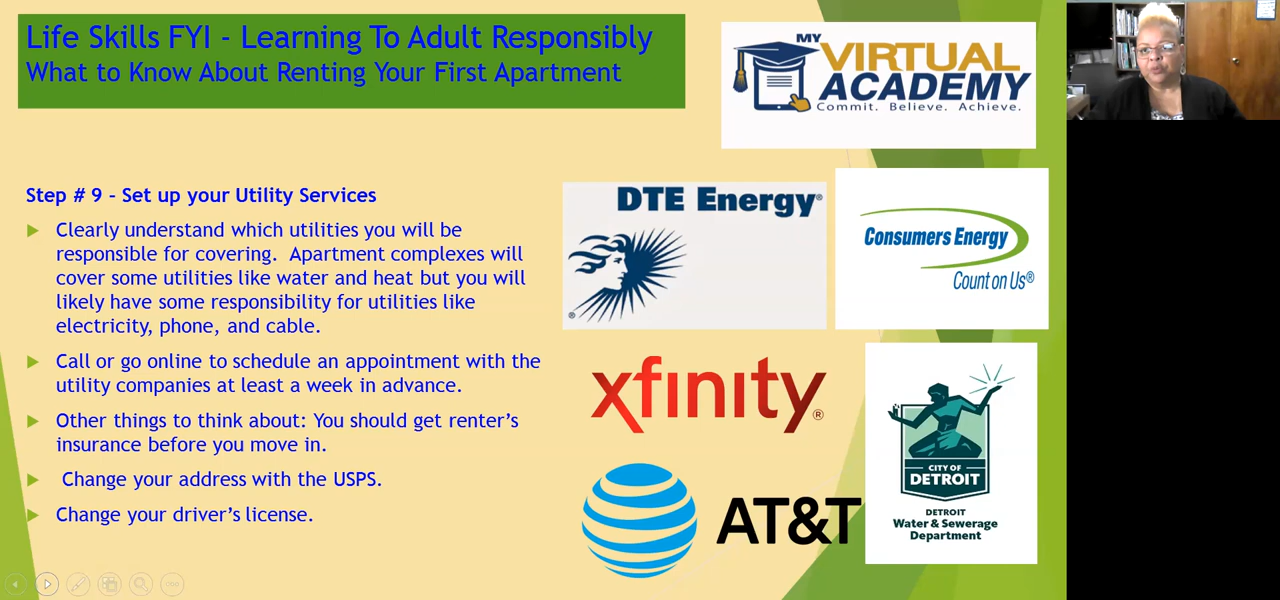 Life Skills FYI - Learning To Adult Responsibly
What to Know About Renting Your First Apartment
MY
VIRTUAL
ACADEMY
Commit. Believe. Achieve.
Step # 9 - Set up your Utility Services
Clearly understand which utilities you will be
responsible for covering. Apartment complexes will
cover some utilities like water and heat but you will
likely have some responsibility for utilities like
electricity, phone, and cable.
Call or go online to schedule an appointment with the
utility companies at least a week in advance.
Other things to think about: You should get renter's
insurance before you move in.
Change your address with the USPS.
Change your driver's license.
DTE Energy®
®
Consumers Energy
Count on Us®
xfinity®
AT&T
CITY OF
DETROIT
DETROIT
Water & Sewerage
Department